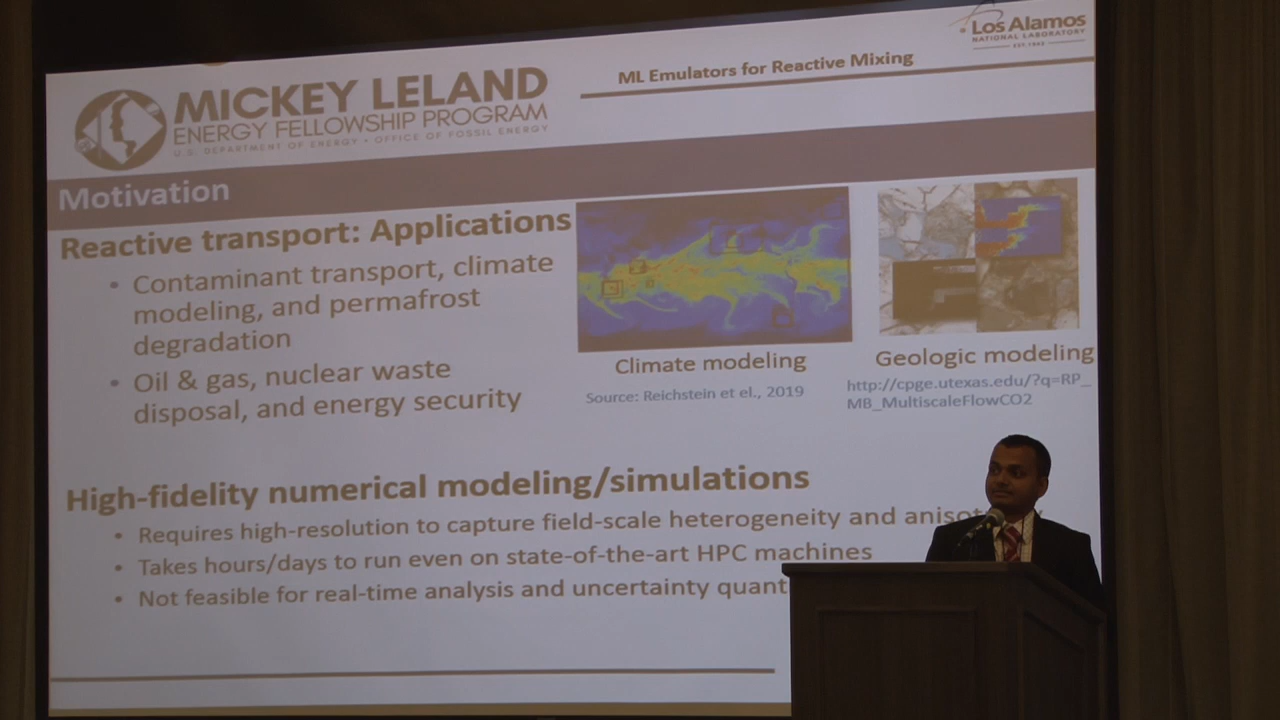 Los Alamos
NATIONAL LABORATORY
EST. 1943
ML Emulators for Reactive Mixing
MICKEY LELAND
ENERGY FELLOWSHIP PROGRAM
U.S. DEPARTMENT OF ENERGY • OFFICE OF FOSSIL ENERGY
Motivation
Reactive transport: Applications
• Contaminant transport, climate
modeling, and permafrost
degradation
• Oil & gas, nuclear waste
disposal, and energy security
Climate modeling
Source: Reichstein et el., 2019
Geologic modeling
http://cpge.utexas.edu/?q=RP_
MB_MultiscaleFlowCO2
High-fidelity numerical modeling/simulations
• Requires high-resolution to capture field-scale heterogeneity and
• Takes hours/days to run even on state-of-the-art HPC machines
• Not feasible for real-time analysis and uncertainty quant